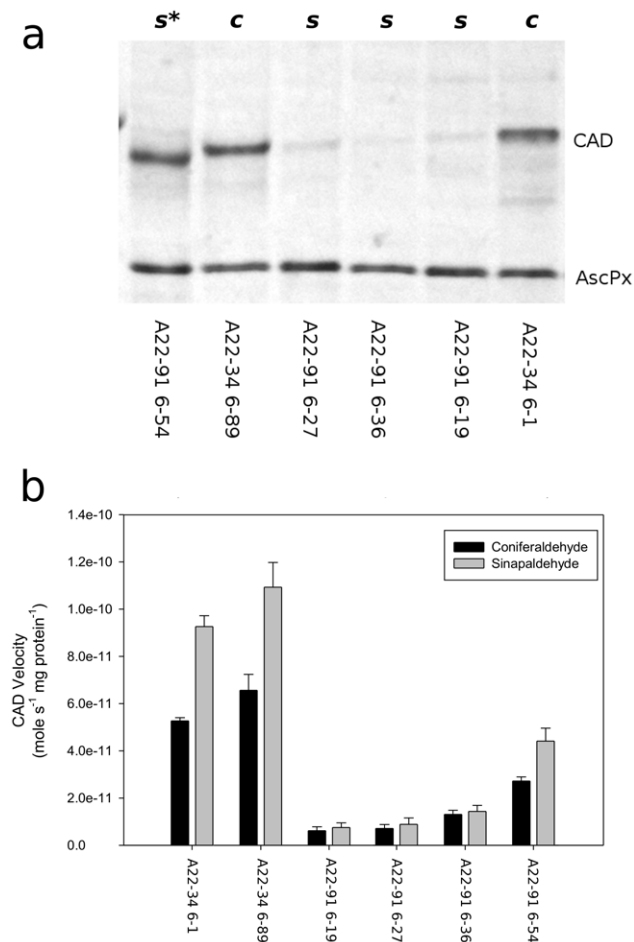 a
s* c s s s c
CAD
AscPx
A22-91 6-54
A22-34 6-89
A22-91 6-27
A22-91 6-36
A22-91 6-19
A22-34 6-1
b
1.4e-10
1.2e-10
1.0e-10
8.0e-11
6.0e-11
4.0e-11
2.0e-11
0.0
CAD Velocity
(mole s⁻¹ mg protein⁻¹)
Coniferaldehyde
Sinapaldehyde
A22-34 6-1
A22-34 6-89
A22-91 6-19
A22-91 6-27
A22-91 6-36
A22-91 6-54